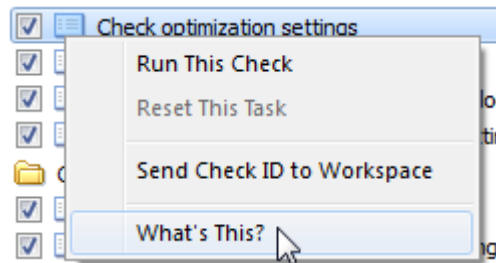 Check optimization settings
Run This Check
Reset This Task
Send Check ID to Workspace
What's This?